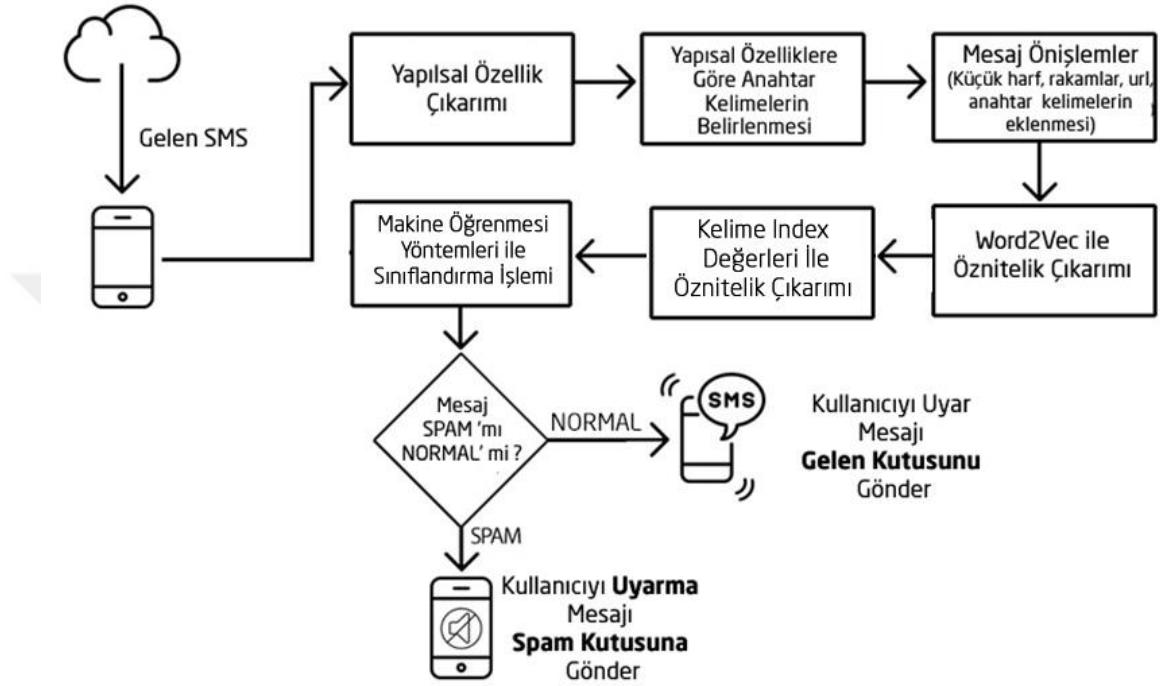 Gelen SMS
Yapılsal Özellik
Çıkarımı
Yapısal Özelliklere
Göre Anahtar
Kelimelerin
Belirlenmesi
Mesaj Önişlemler
(Küçük harf, rakamlar, url,
anahtar kelimelerin
eklenmesi)
Word2Vec ile
Öznitelik Çıkarımı
Kelime Index
Değerleri İle
Öznitelik Çıkarımı
Makine Öğrenmesi
Yöntemleri ile
Sınıflandırma İşlemi
Mesaj
SPAM 'mı
NORMAL' mi ?
NORMAL
SMS
Kullanıcıyı Uyar
Mesajı
Gelen Kutusunu
Gönder
SPAM
Kullanıcıyı Uyarma
Mesajı
Spam Kutusuna
Gönder